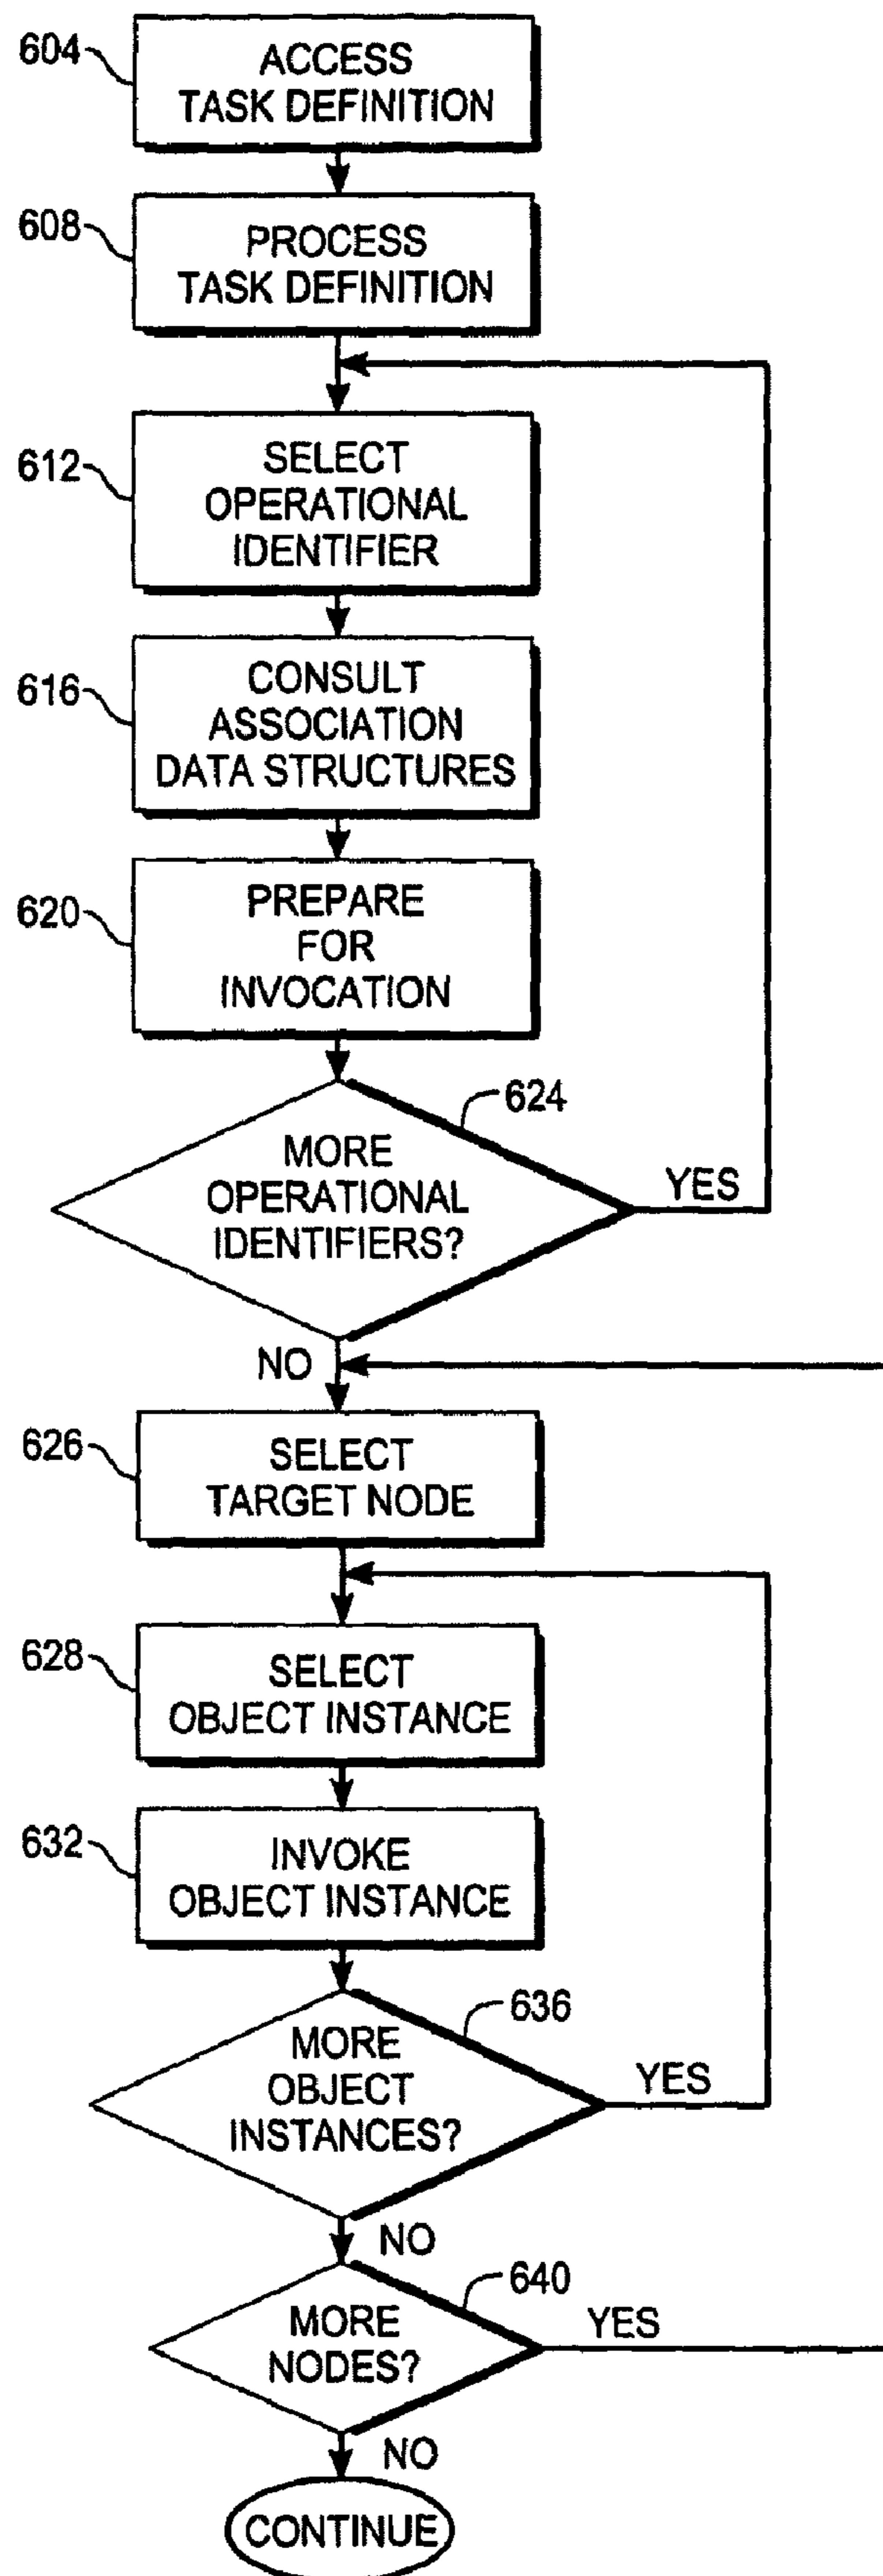 604
ACCESS
TASK DEFINITION
608
PROCESS
TASK DEFINITION
612
SELECT
OPERATIONAL
IDENTIFIER
616
CONSULT
ASSOCIATION
DATA STRUCTURES
620
PREPARE
FOR
INVOCATION
624
MORE
OPERATIONAL
IDENTIFIERS?
YES
NO
626
SELECT
TARGET NODE
628
SELECT
OBJECT INSTANCE
632
INVOKE
OBJECT INSTANCE
636
MORE
OBJECT
INSTANCES?
YES
NO
640
MORE
NODES?
YES
NO
CONTINUE